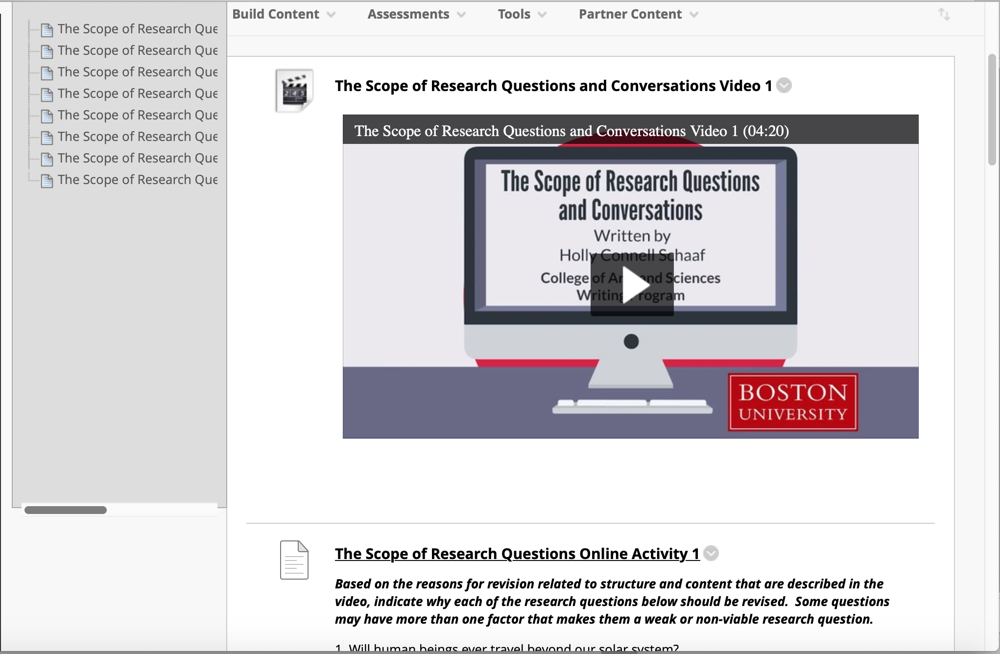 Build Content
Assessments
Tools
Partner Content
The Scope of Research Que
The Scope of Research Que
The Scope of Research Que
The Scope of Research Que
The Scope of Research Que
The Scope of Research Que
The Scope of Research Que
The Scope of Research Que
2 4 5
The Scope of Research Questions and Conversations Video 1
The Scope of Research Questions and Conversations Video 1 (04:20)
The Scope of Research Questions
and Conversations
Written by
Holly Connell Schaaf
College of Arts and Sciences
Writing Program
BOSTON
UNIVERSITY
The Scope of Research Questions Online Activity 1
Based on the reasons for revision related to structure and content that are described in the
video, indicate why each of the research questions below should be revised.  Some questions
may have more than one factor that makes them a weak or non-viable research question.
1. Will human beings ever travel beyond our solar system?